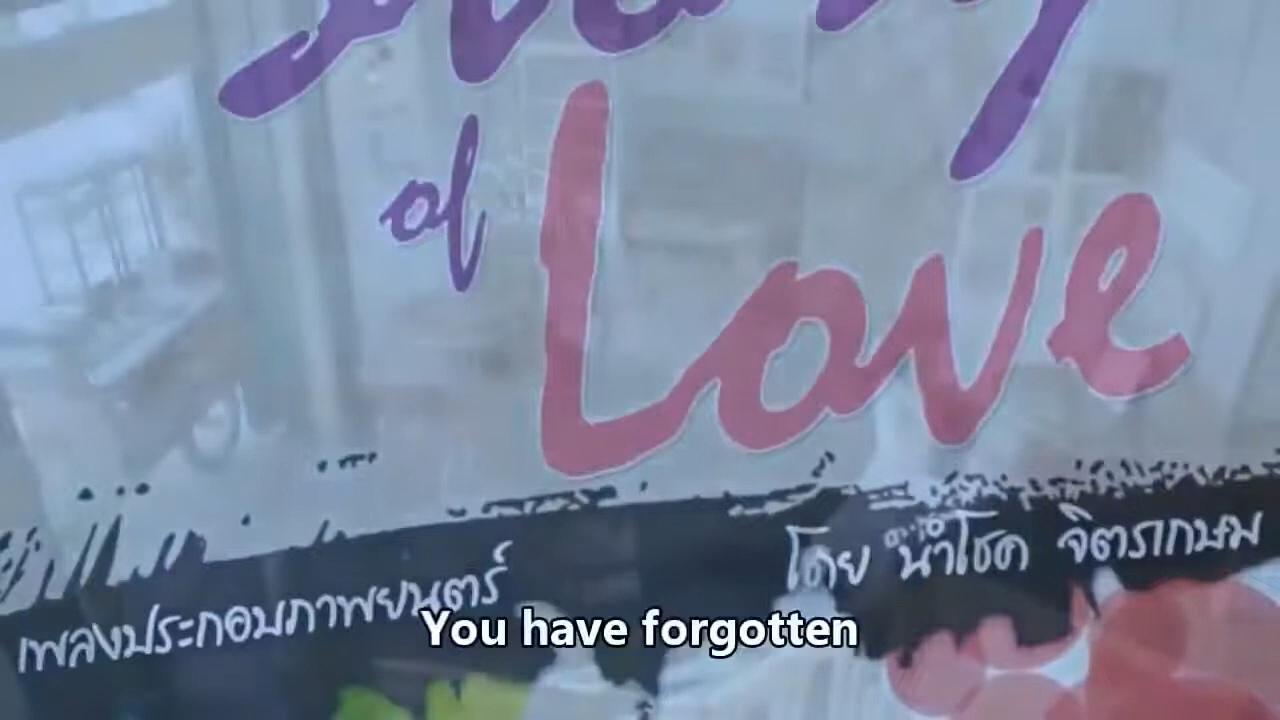 of
Love
โดย นำโชค จิตรเกษม
เพลงประกอบภาพยนตร์
You have forgotten